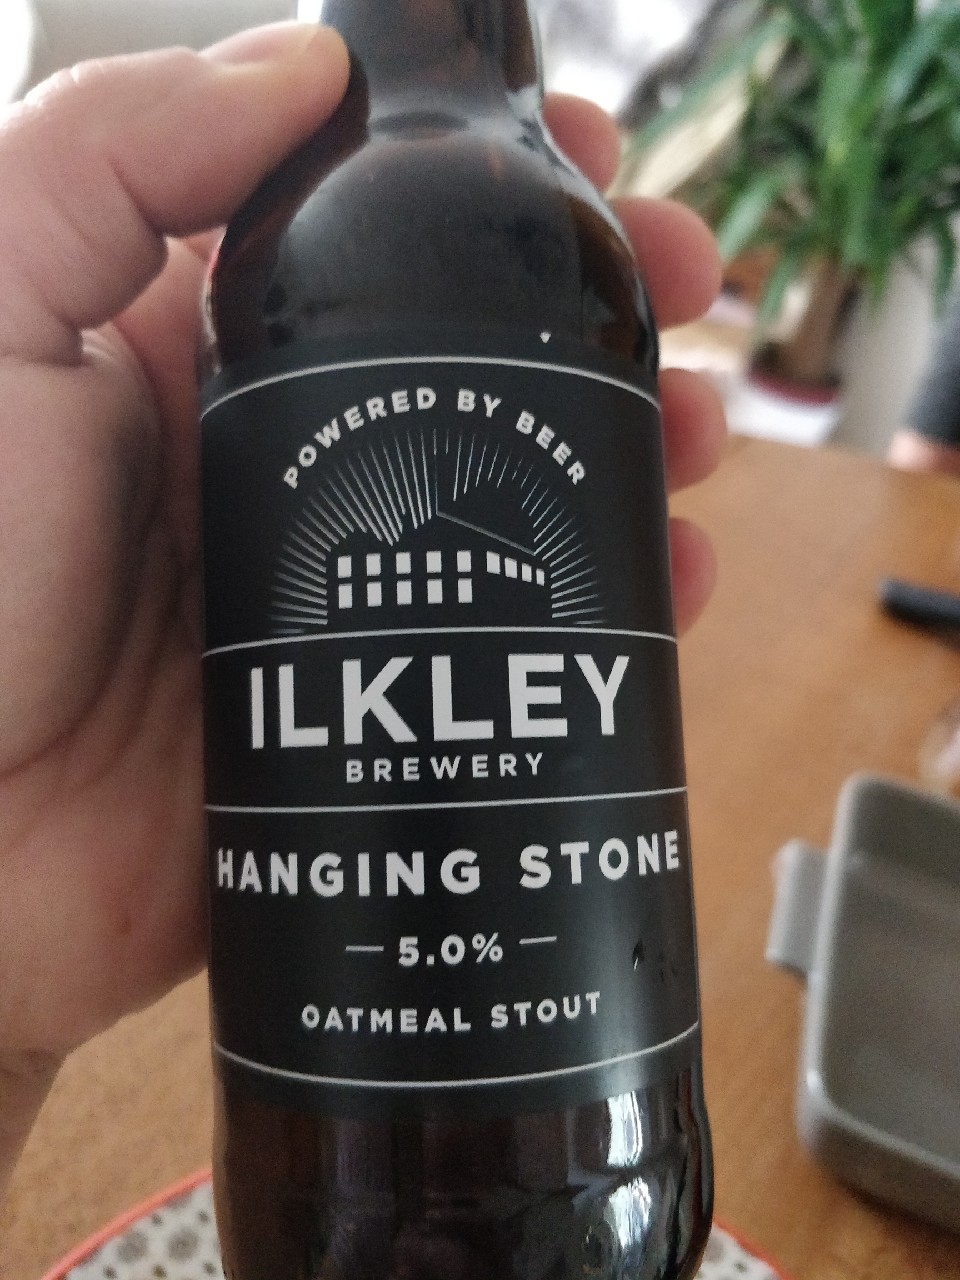 POWERED BY BEER
ILKLEY
BREWERY
HANGING STONE
5.0%
OATMEAL STOUT